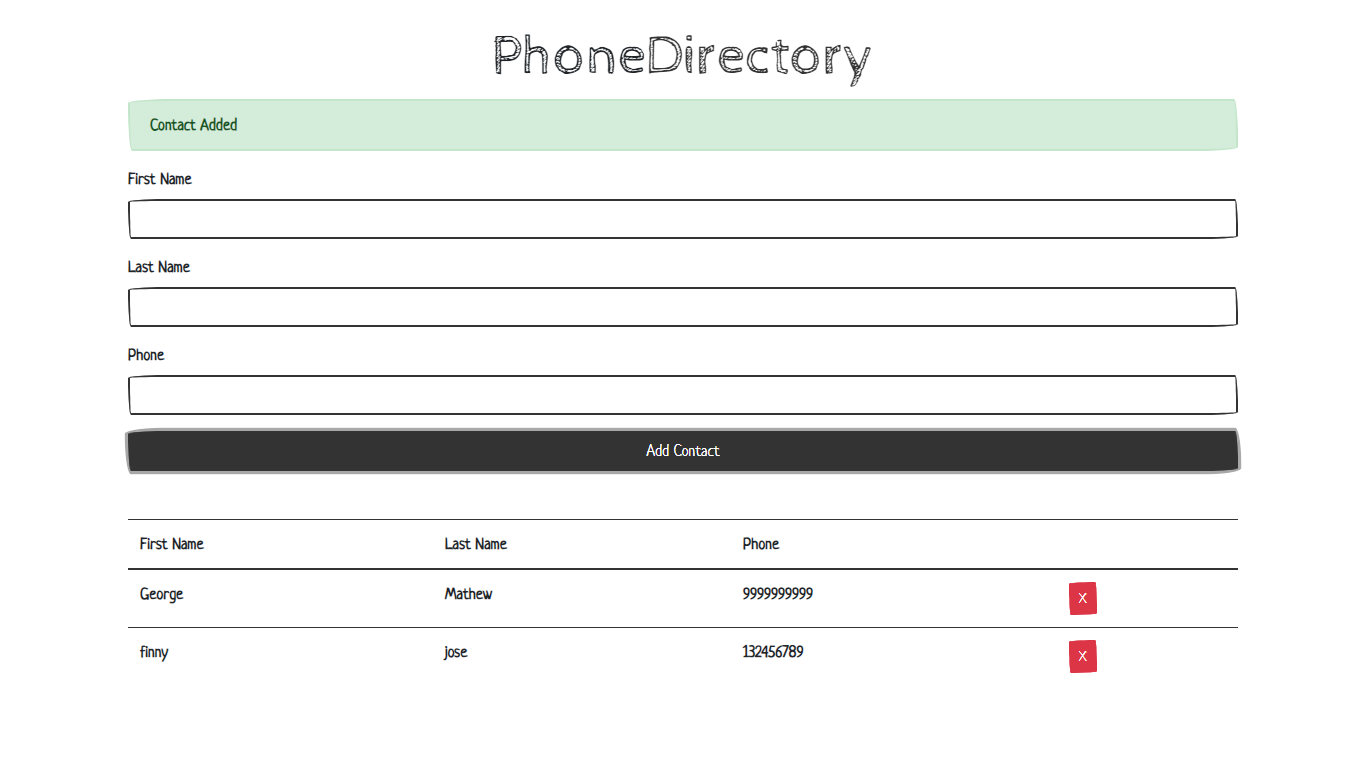 PhoneDirectory
Contact Added
First Name
Last Name
Phone
Add Contact
First Name Last Name Phone
George Mathew 9999999999 X
finny jose 132456789 X